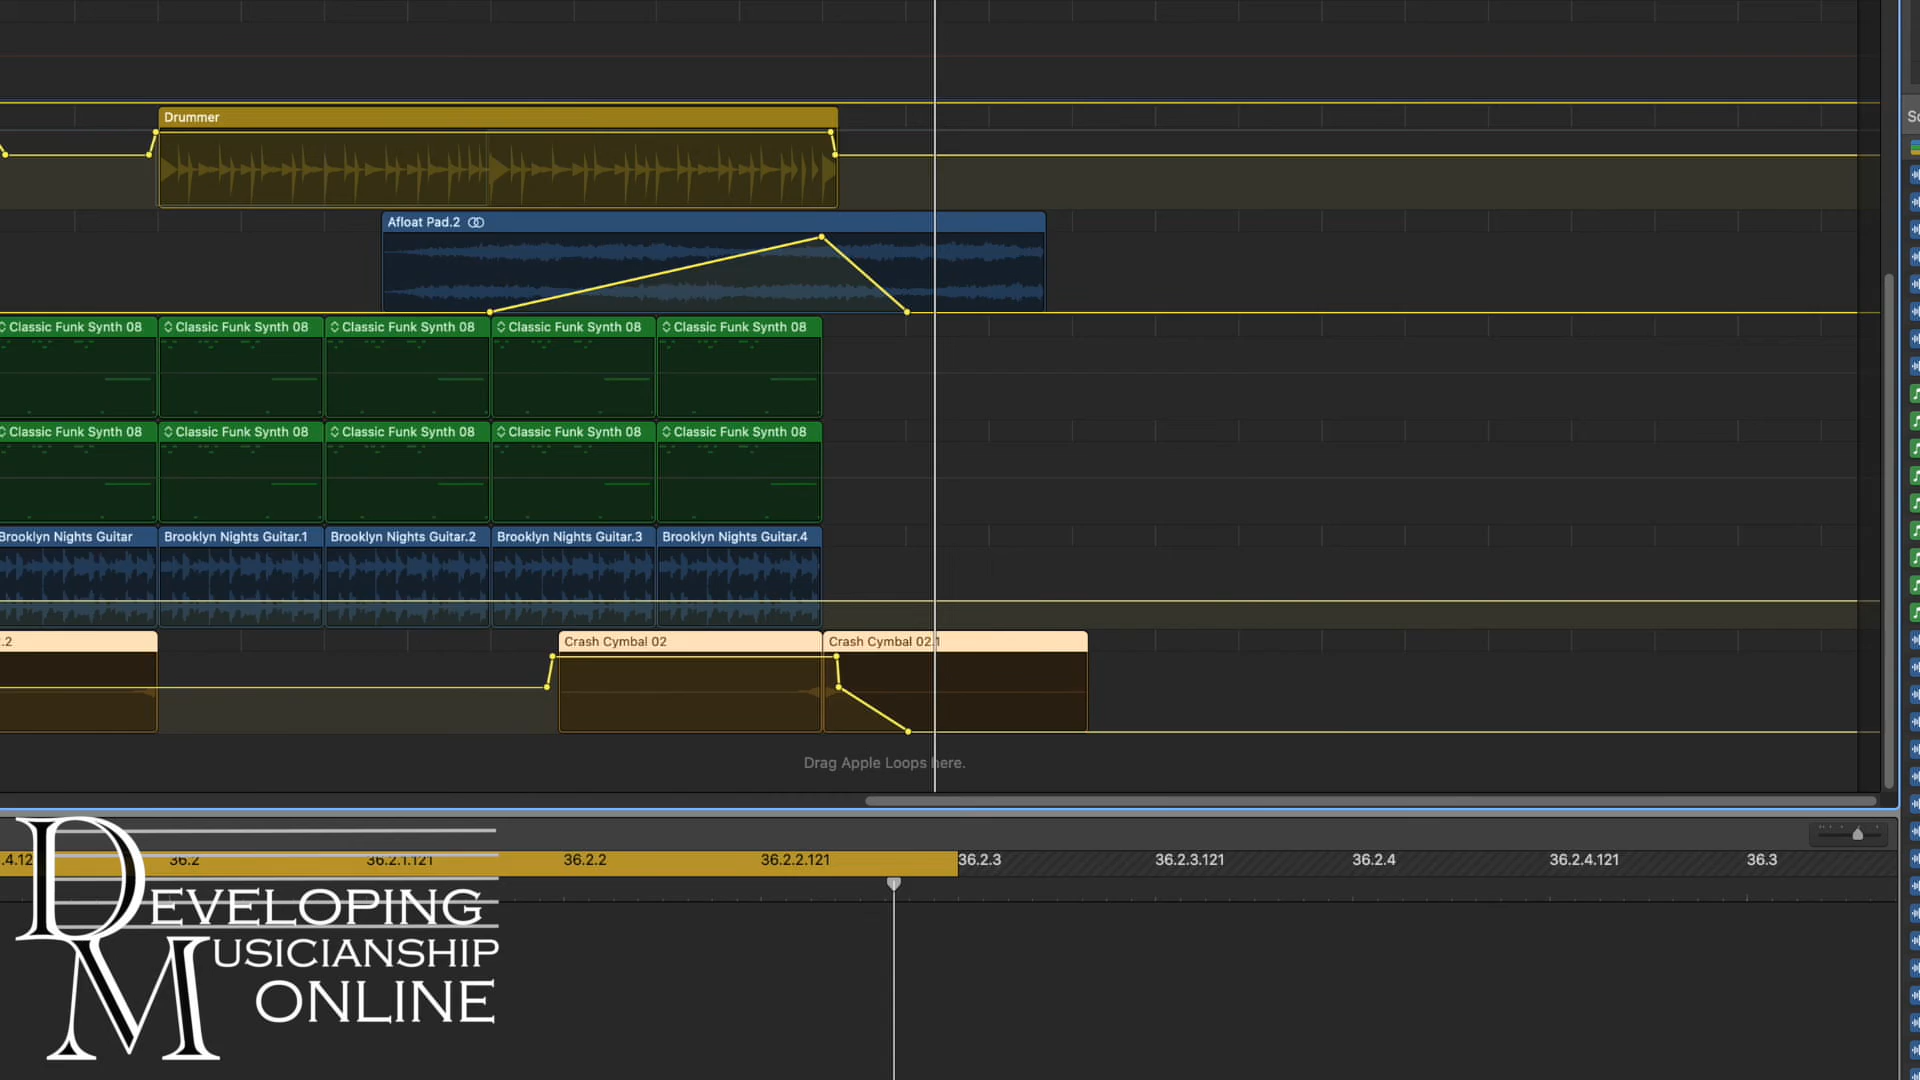 Drummer
Afloat Pad.2
Classic Funk Synth 08 Classic Funk Synth 08 Classic Funk Synth 08 Classic Funk Synth 08 Classic Funk Synth 08
Classic Funk Synth 08 Classic Funk Synth 08 Classic Funk Synth 08 Classic Funk Synth 08 Classic Funk Synth 08
Brooklyn Nights Guitar Brooklyn Nights Guitar.1 Brooklyn Nights Guitar.2 Brooklyn Nights Guitar.3 Brooklyn Nights Guitar.4
.2 Crash Cymbal 02 Crash Cymbal 02.1
Drag Apple Loops here.
.4.12 36.2 36.2.1.121 36.2.2 36.2.2.121 36.2.3 36.2.3.121 36.2.4 36.2.4.121 36.3
DEVELOPING
MUSICIANSHIP
ONLINE